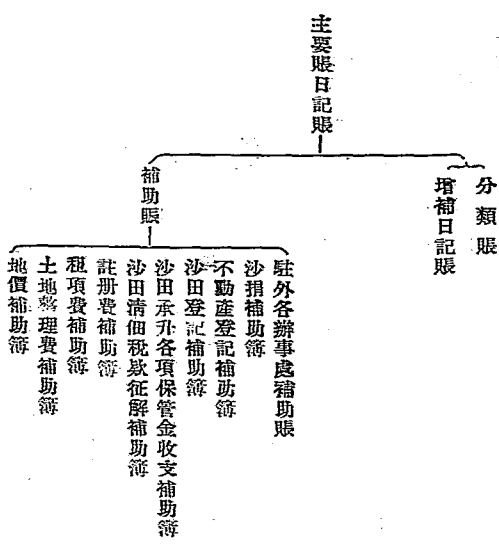 主要賬日記賬
分類賬
增補日記賬
補助賬
駐外各辦事處補助賬
沙捐補助簿
不動產登記補助簿
沙田登記補助簿
沙田承升各項保管金收支補助簿
沙田清佃稅款征解補助簿
註册費補助簿
租項費補助簿
土地整理費補助簿
地價補助簿